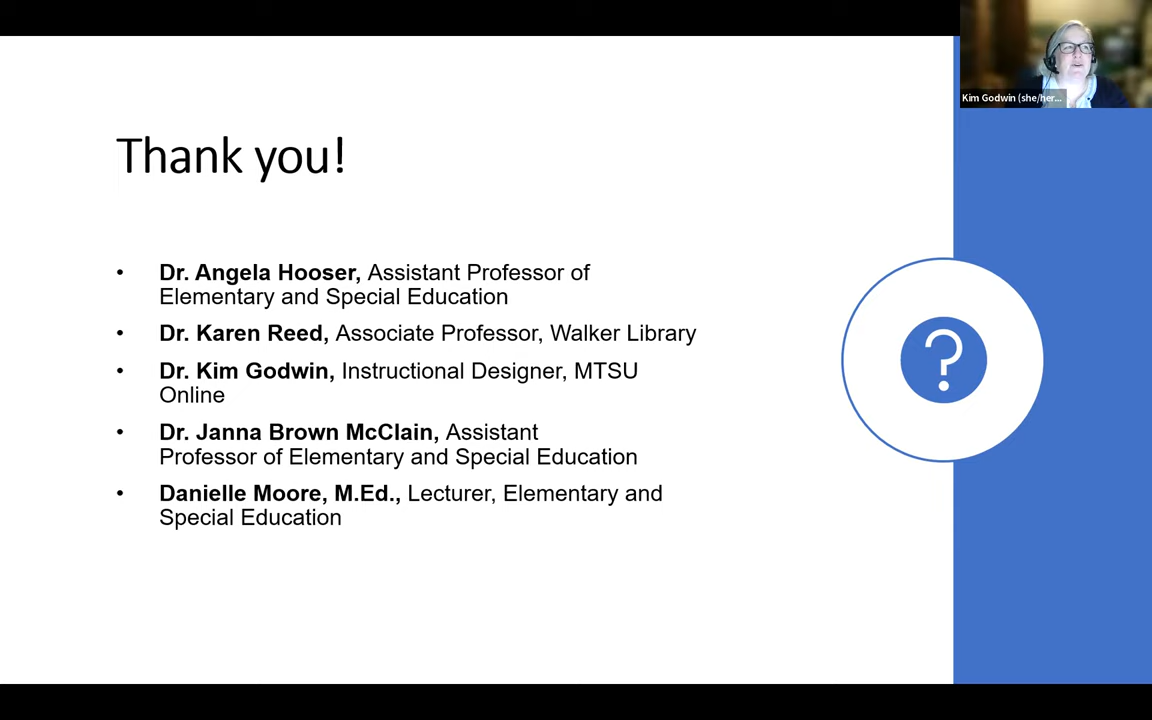 Kim Godwin (she/her...
Thank you!
• Dr. Angela Hooser, Assistant Professor of
Elementary and Special Education
• Dr. Karen Reed, Associate Professor, Walker Library
• Dr. Kim Godwin, Instructional Designer, MTSU
Online
• Dr. Janna Brown McClain, Assistant
Professor of Elementary and Special Education
• Danielle Moore, M.Ed., Lecturer, Elementary and
Special Education
?